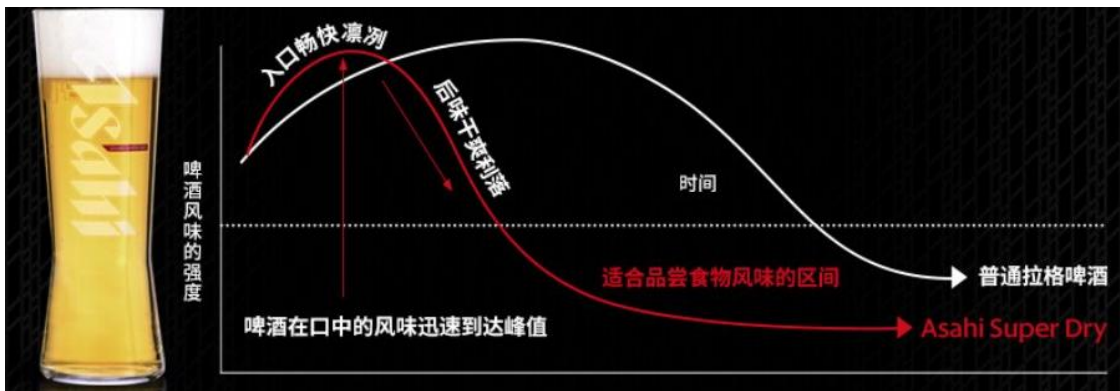 Asahi
入口畅快凛冽
后味干爽利落
啤酒风味的强度
时间
适合品尝食物风味的区间
普通拉格啤酒
啤酒在口中的风味迅速到达峰值
Asahi Super Dry